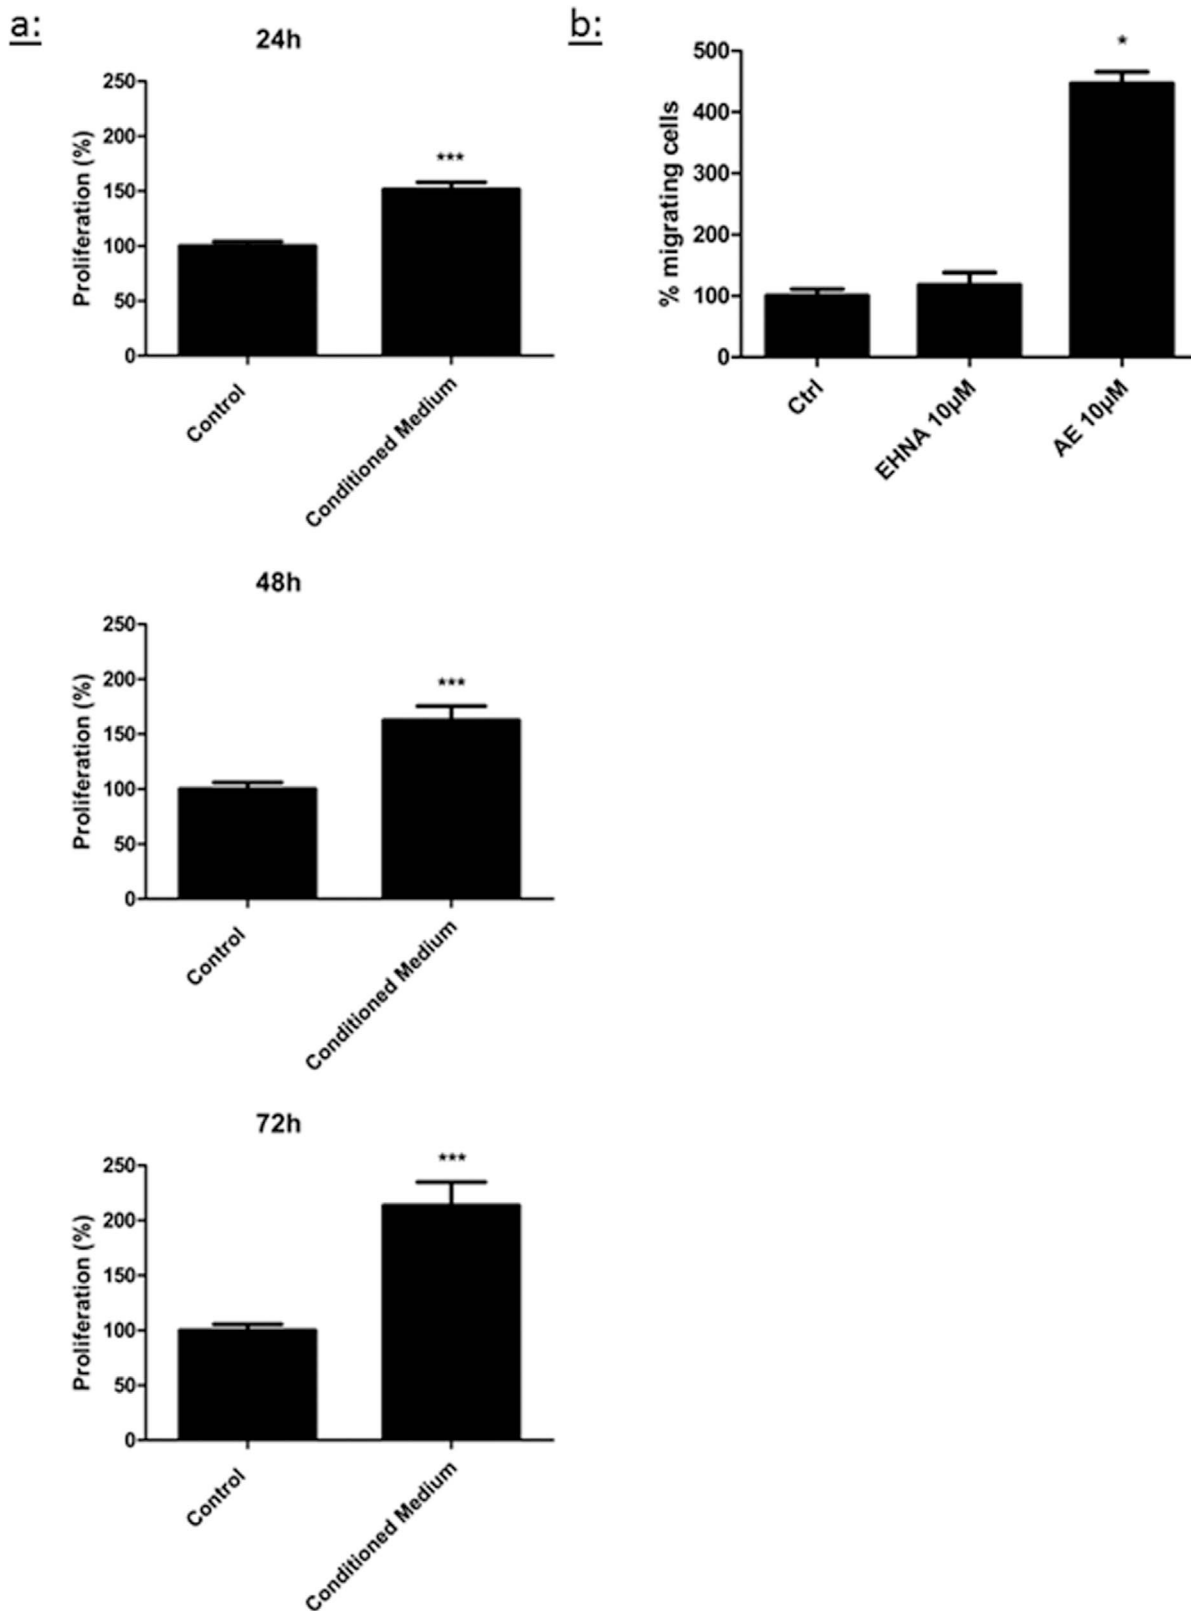 a:
24h
250
200
150
100
50
0
Proliferation (%)
***
Control
Conditioned Medium
48h
250
200
150
100
50
0
Proliferation (%)
***
Control
Conditioned Medium
72h
250
200
150
100
50
0
Proliferation (%)
***
Control
Conditioned Medium
b:
500
400
300
200
100
0
% migrating cells
*
Ctrl
EHNA 10µM
AE 10µM